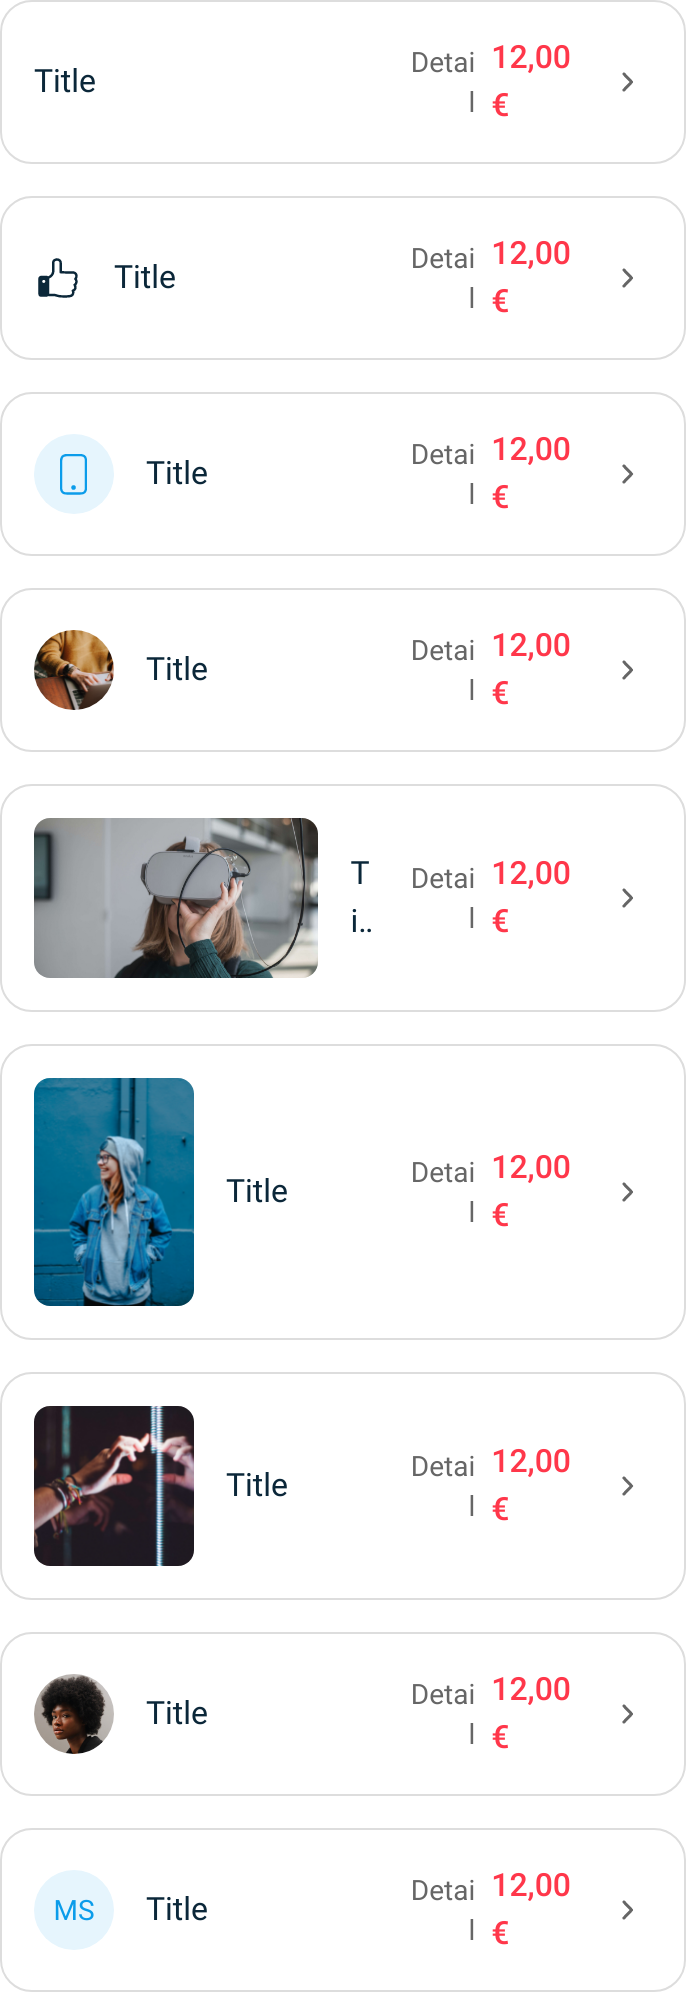 Title
Detai
l
12,00
€
Title
Detai
l
12,00
€
Title
Detai
l
12,00
€
Title
Detai
l
12,00
€
T
i..
Detai
l
12,00
€
Title
Detai
l
12,00
€
Title
Detai
l
12,00
€
Title
Detai
l
12,00
€
MS
Title
Detai
l
12,00
€